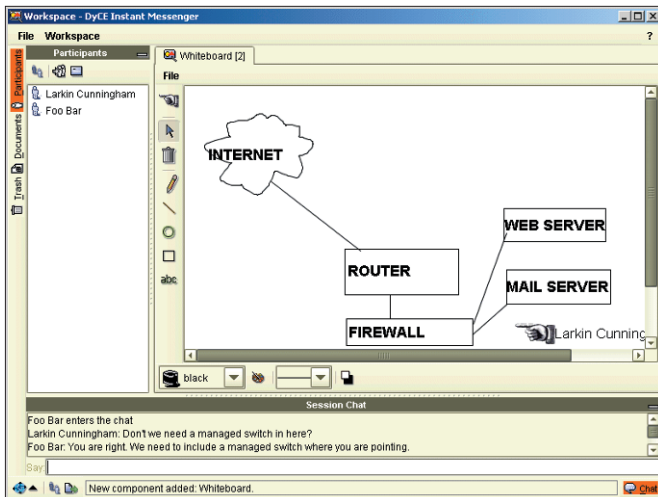 Workspace - DyCE Instant Messenger
File Workspace ?
Participants
Participants
Documents
Trash
Larkin Cunningham
Foo Bar
Whiteboard [2]
File
abc
INTERNET
WEB SERVER
ROUTER
MAIL SERVER
FIREWALL
Larkin Cunning
black
Session Chat
Foo Bar enters the chat
Larkin Cunningham: Don't we need a managed switch in here?
Foo Bar: You are right. We need to include a managed switch where you are pointing.
Say
New component added: Whiteboard.
Chat